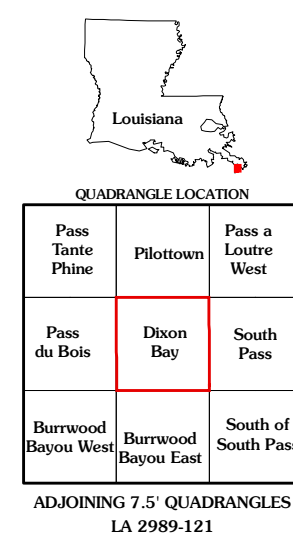 Louisiana
QUADRANGLE LOCATION
Pass
Tante
Phine
Pilottown
Pass a
Loutre
West
Pass
du Bois
Dixon
Bay
South
Pass
Burrwood
Bayou West
Burrwood
Bayou East
South of
South Pass
ADJOINING 7.5' QUADRANGLES
LA 2989-121